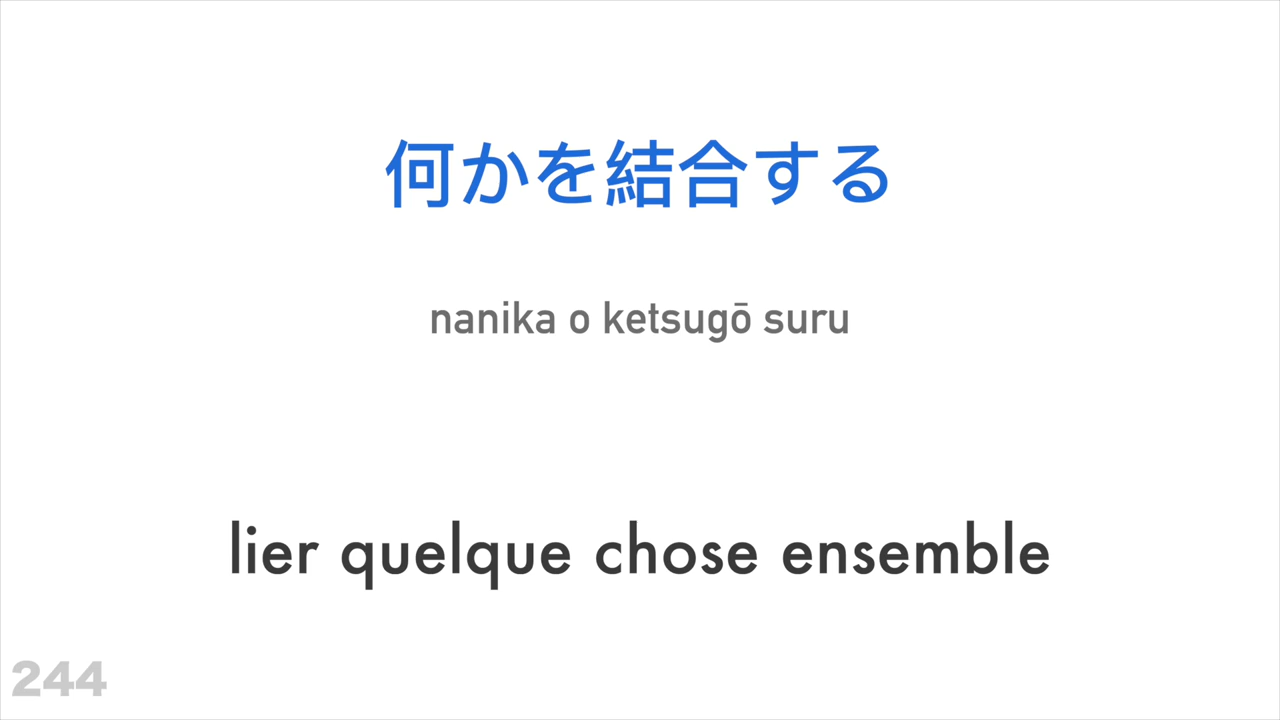 何かを結合する
nanika o ketsugō suru
lier quelque chose ensemble
244